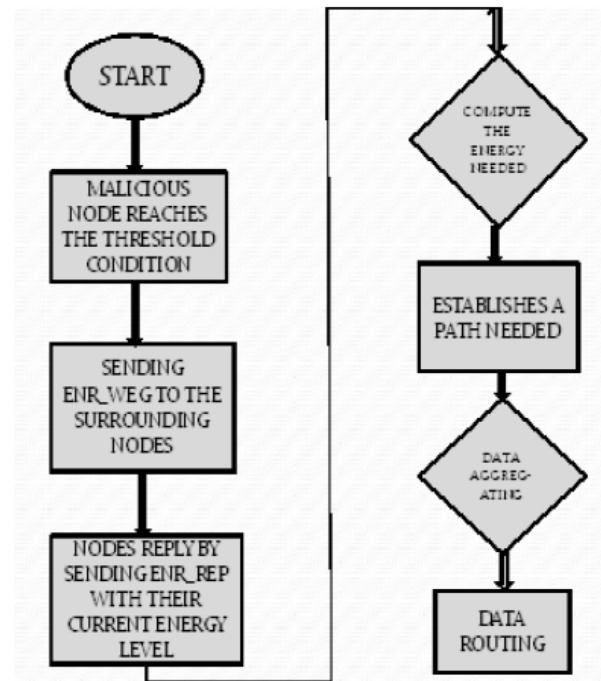 START
MALICIOUS
NODE REACHES
THE THRESHOLD
CONDITION
SENDING
ENR_WEG TO THE
SURROUNDING
NODES
NODES REPLY BY
SENDING ENR_REP
WITH THEIR
CURRENT ENERGY
LEVEL
COMPUTE
THE
ENERGY
NEEDED
ESTABLISHES A
PATH NEEDED
DATA
AGGREG-
ATING
DATA
ROUTING